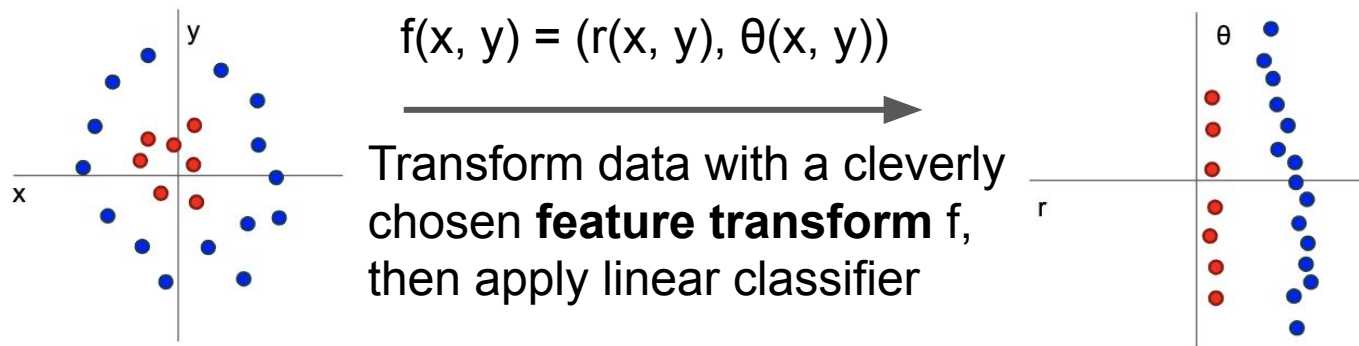 y
x
f(x, y) = (r(x, y), θ(x, y))
Transform data with a cleverly
chosen feature transform f,
then apply linear classifier
θ
r